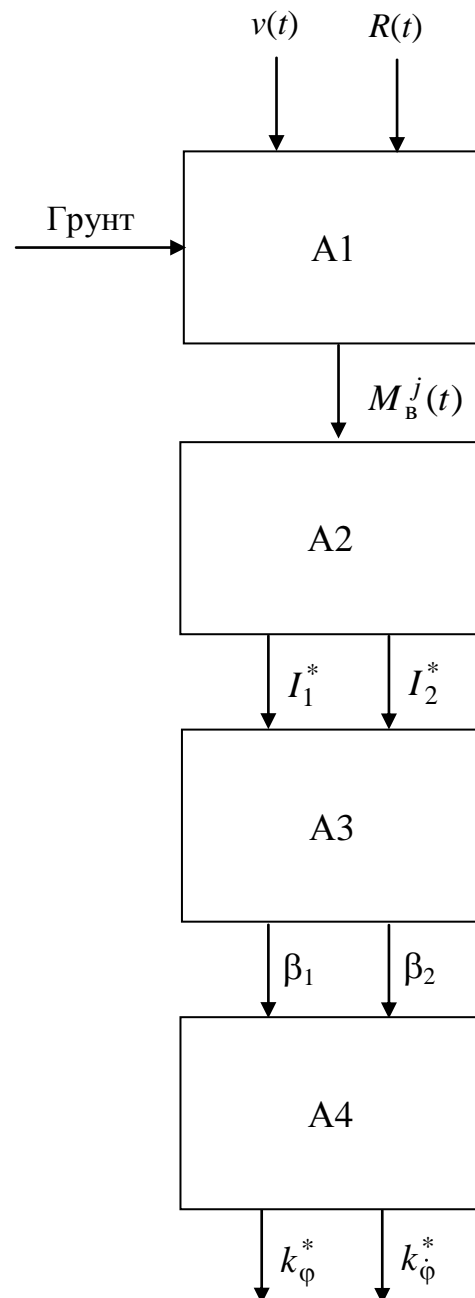 v(t) R(t)
Грунт
A1
M_в^j(t)
A2
I_1^* I_2^*
A3
β_1 β_2
A4
k_φ^* k_φ̇^*